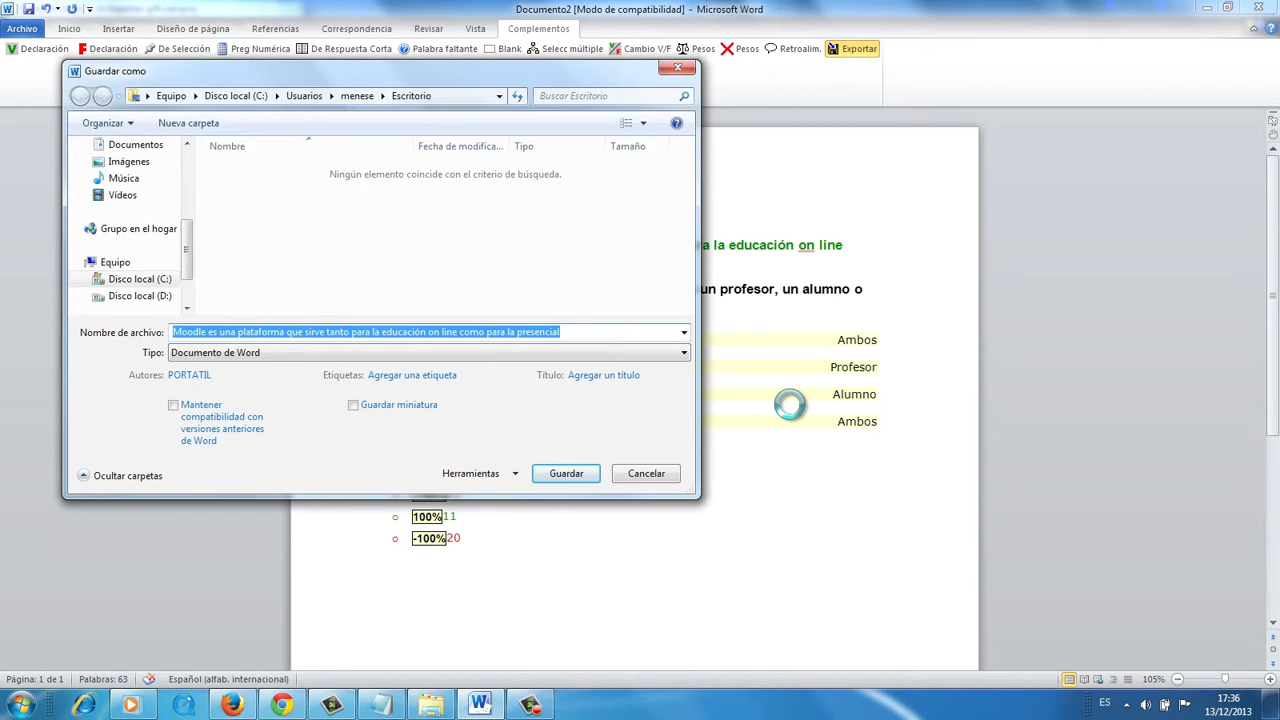 Documento2 [Modo de compatibilidad] - Microsoft Word
Archivo Inicio Insertar Diseño de página Referencias Correspondencia Revisar Vista Complementos
V Declaración F Declaración De Selección Preg Numérica De Respuesta Corta Palabra faltante Blank Selecc múltiple Cambio V/F Pesos Pesos Retroalim. Exportar
Guardar como
Equipo Disco local (C:) Usuarios menese Escritorio Buscar Escritorio
Organizar Nueva carpeta
Documentos
Imágenes
Música
Vídeos
Grupo en el hogar
Equipo
Disco local (C:)
Disco local (D:)
Nombre Fecha de modifica... Tipo Tamaño
Ningún elemento coincide con el criterio de búsqueda.
Nombre de archivo: Moodle es una plataforma que sirve tanto para la educación on line como para la presencial
Tipo: Documento de Word
Autores: PORTATIL Etiquetas: Agregar una etiqueta Título: Agregar un título
Mantener compatibilidad con versiones anteriores de Word
Guardar miniatura
Ocultar carpetas Herramientas Guardar Cancelar
ra la educación on line
un profesor, un alumno o
Ambos
Profesor
Alumno
Ambos
100% 11
-100% 20
Página: 1 de 1 Palabras: 63 Español (alfab. internacional) 105%
ES 17:36
13/12/2013